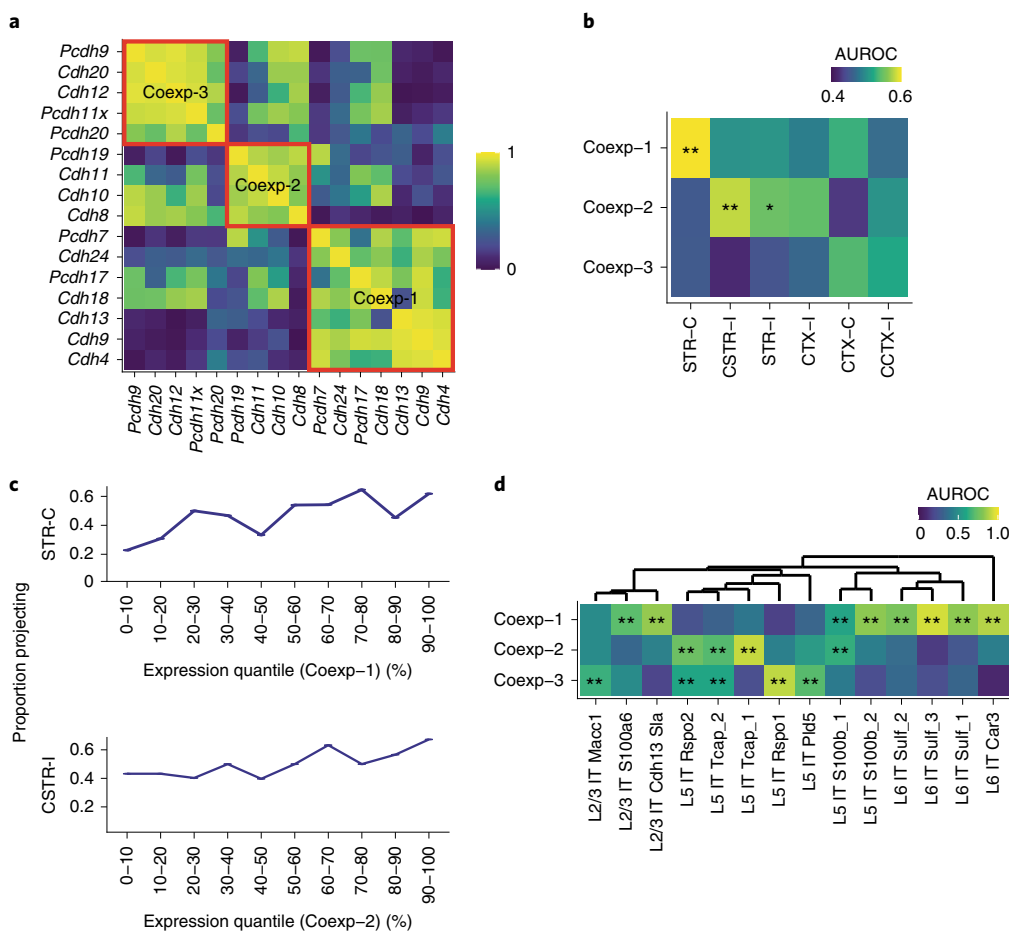 a
Pcdh9
Cdh20
Cdh12
Pcdh11x
Pcdh20
Pcdh19
Cdh11
Cdh10
Cdh8
Pcdh7
Cdh24
Pcdh17
Cdh18
Cdh13
Cdh9
Cdh4
Coexp-3
Coexp-2
Coexp-1
Pcdh9
Cdh20
Cdh12
Pcdh11x
Pcdh20
Pcdh19
Cdh11
Cdh10
Cdh8
Pcdh7
Cdh24
Pcdh17
Cdh18
Cdh13
Cdh9
Cdh4
1
0
b
AUROC
0.4 0.6
Coexp-1
Coexp-2
Coexp-3
**
** *
STR-C
CSTR-I
STR-I
CTX-I
CTX-C
CCTX-I
c
Proportion projecting
STR-C
0.6
0.4
0.2
0
0-10
10-20
20-30
30-40
40-50
50-60
60-70
70-80
80-90
90-100
Expression quantile (Coexp-1) (%)
CSTR-I
0.6
0.4
0.2
0-10
10-20
20-30
30-40
40-50
50-60
60-70
70-80
80-90
90-100
Expression quantile (Coexp-2) (%)
d
AUROC
0 0.5 1.0
Coexp-1 ** ** ** ** ** ** ** **
Coexp-2 ** ** ** **
Coexp-3 ** ** ** ** **
L2/3 IT Macc1
L2/3 IT S100a6
L2/3 IT Cdh13 Sla
L5 IT Rspo2
L5 IT Tcap_2
L5 IT Tcap_1
L5 IT Rspo1
L5 IT Pld5
L5 IT S100b_1
L5 IT S100b_2
L6 IT Sulf_2
L6 IT Sulf_3
L6 IT Sulf_1
L6 IT Car3